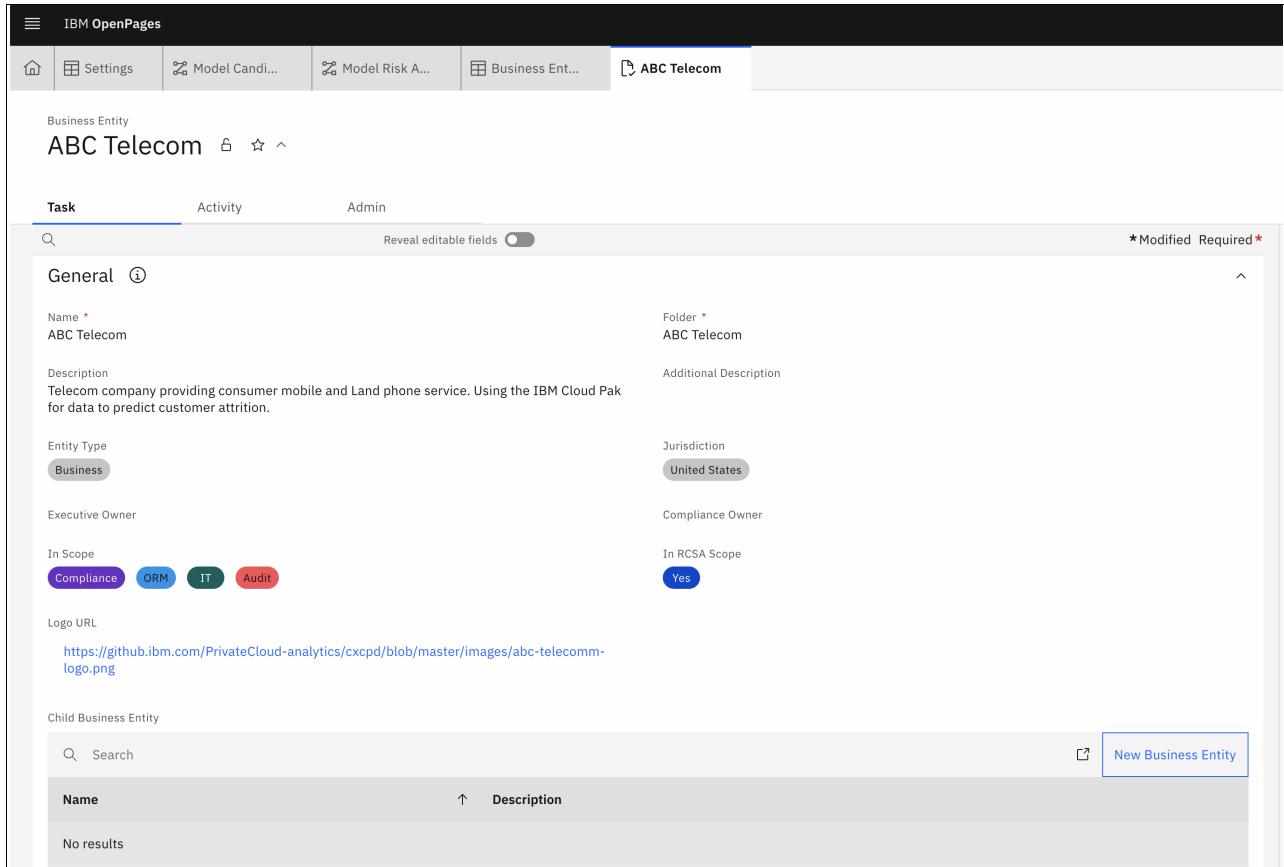 IBM OpenPages
Settings
Model Candi...
Model Risk A...
Business Ent...
ABC Telecom
Business Entity
ABC Telecom
Task
Activity
Admin
Reveal editable fields
*Modified Required*
General
Name *
ABC Telecom
Folder *
ABC Telecom
Description
Telecom company providing consumer mobile and Land phone service. Using the IBM Cloud Pak
for data to predict customer attrition.
Additional Description
Entity Type
Business
Jurisdiction
United States
Executive Owner
Compliance Owner
In Scope
Compliance ORM IT Audit
In RCSA Scope
Yes
Logo URL
https://github.ibm.com/PrivateCloud-analytics/cxcpd/blob/master/images/abc-telecomm-
logo.png
Child Business Entity
Search
New Business Entity
Name
Description
No results